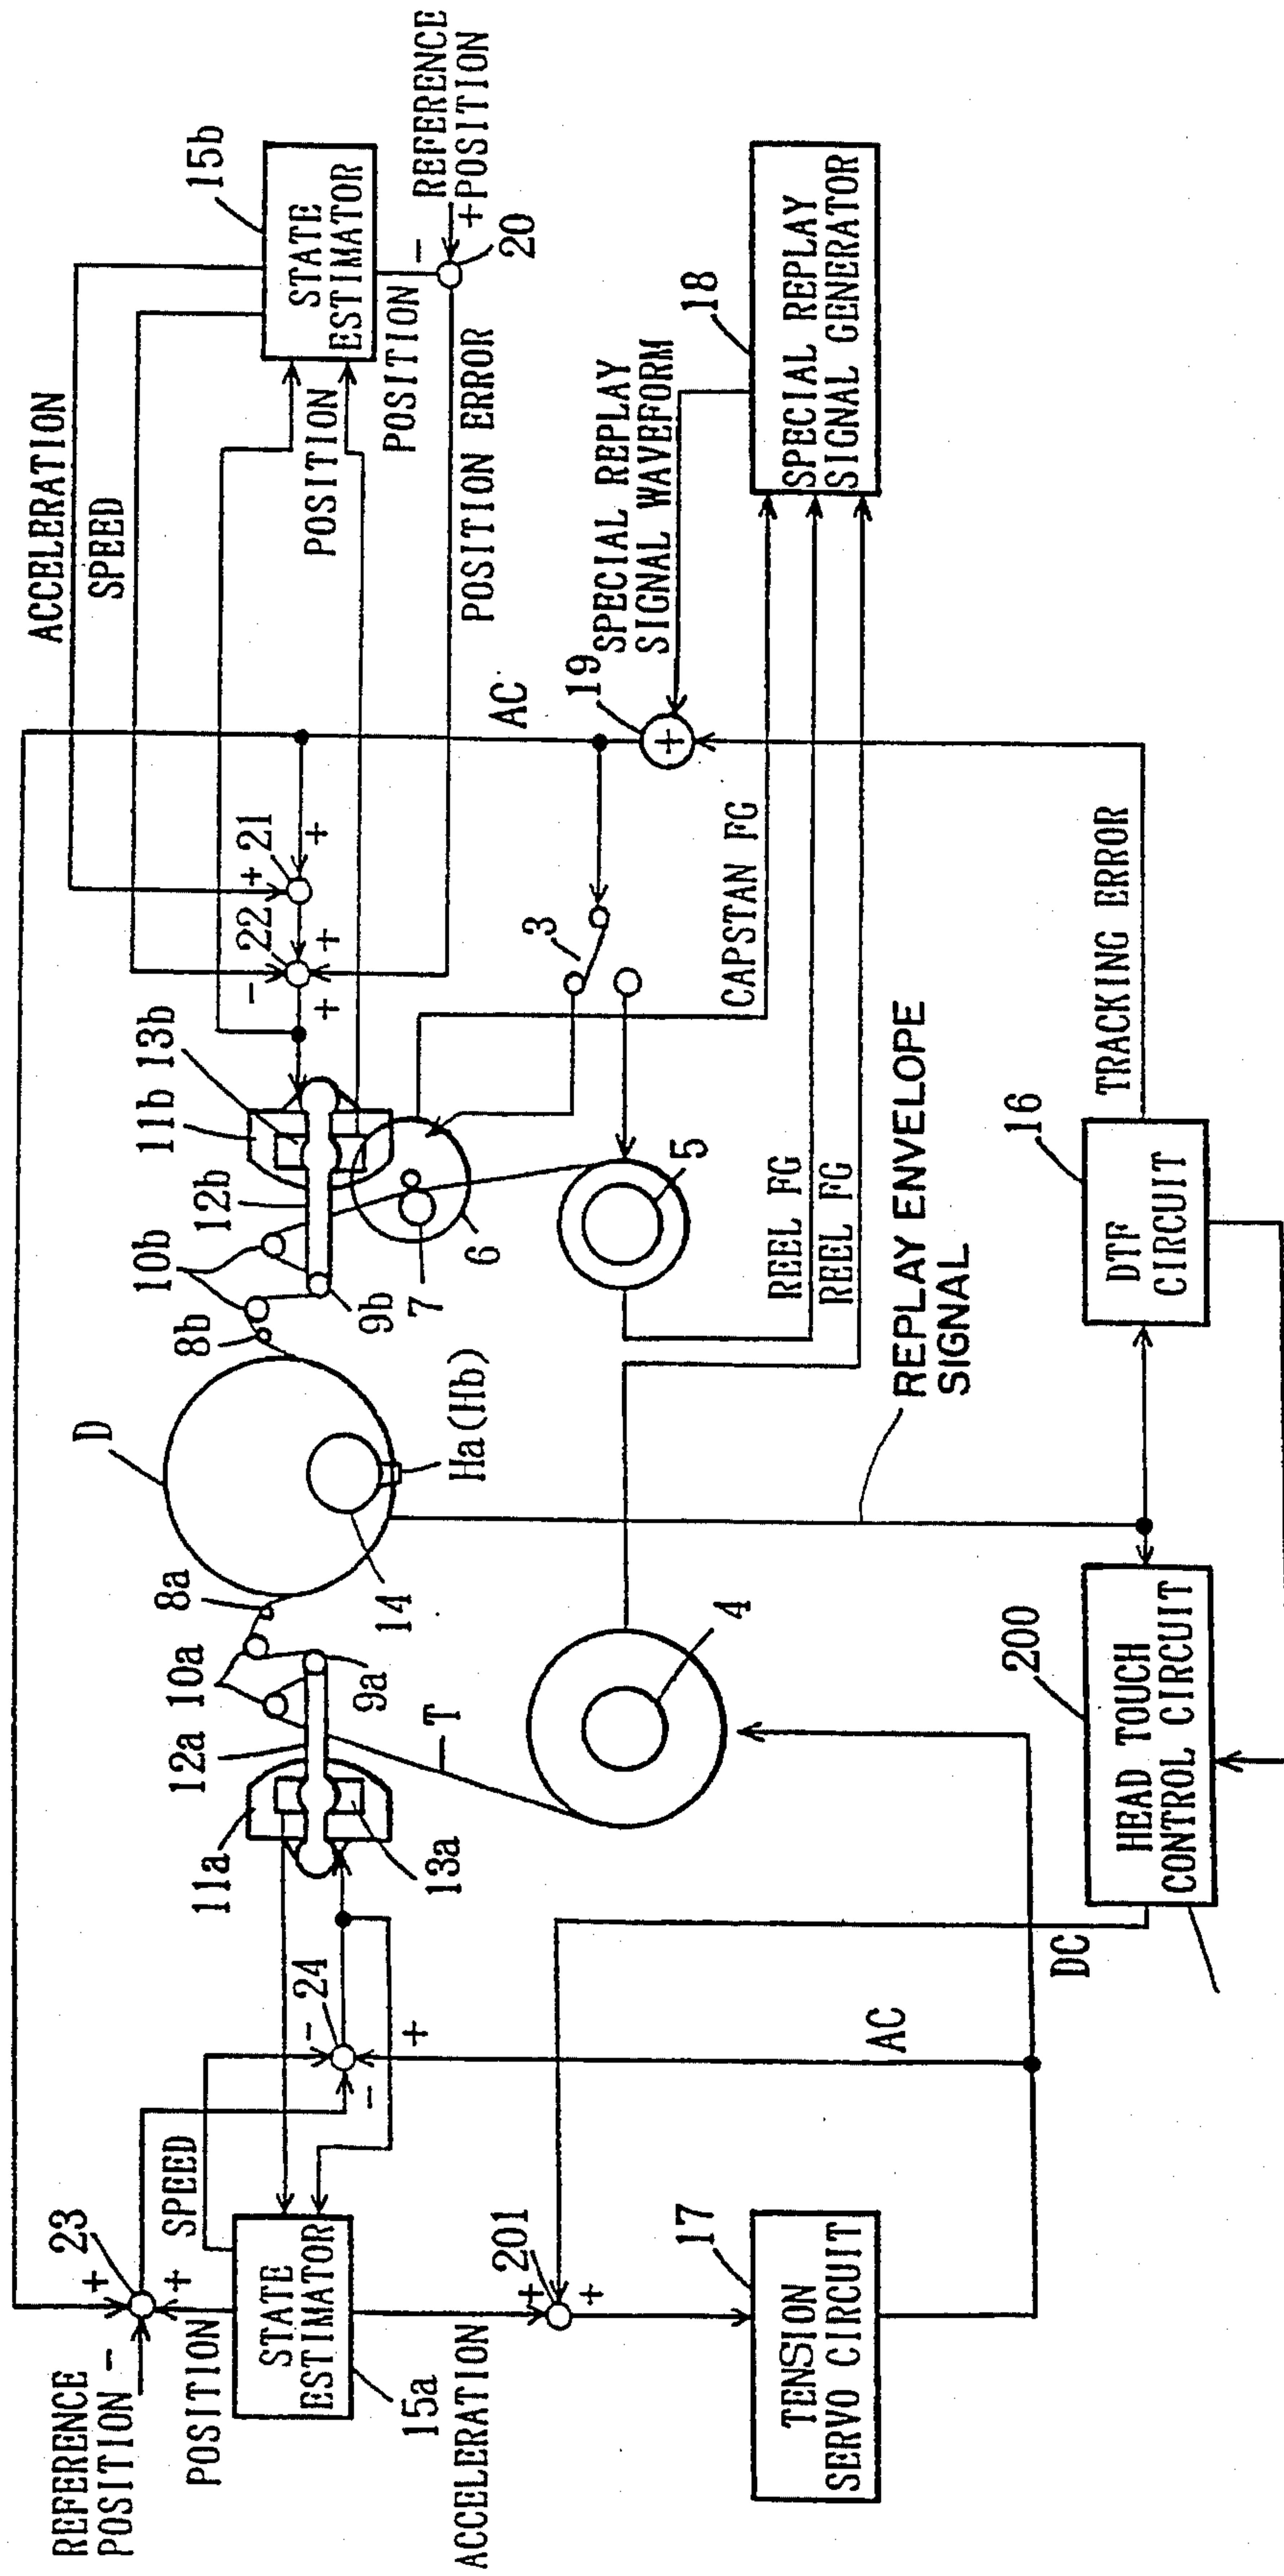 REFERENCE
POSITION
-
+
23
+
POSITION
SPEED
STATE
ESTIMATOR
15a
ACCELERATION
+
201
+
TENSION
SERVO CIRCUIT
17
-
24
-
+
AC
DC
11a
13a
12a
10a
8a
9a
T
4
HEAD TOUCH
CONTROL CIRCUIT
200
D
14
Ha(Hb)
REPLAY ENVELOPE
SIGNAL
8b
10b
9b
12b
11b
13b
7
6
5
3
DTF
CIRCUIT
16
TRACKING ERROR
REEL FG
REEL FG
CAPSTAN FG
-
22
+
21
+
+
+
AC
19
+
SPECIAL REPLAY
SIGNAL WAVEFORM
18
SPECIAL REPLAY
SIGNAL GENERATOR
ACCELERATION
SPEED
POSITION
POSITION
POSITION ERROR
STATE
ESTIMATOR
15b
-
20
+
REFERENCE
POSITION